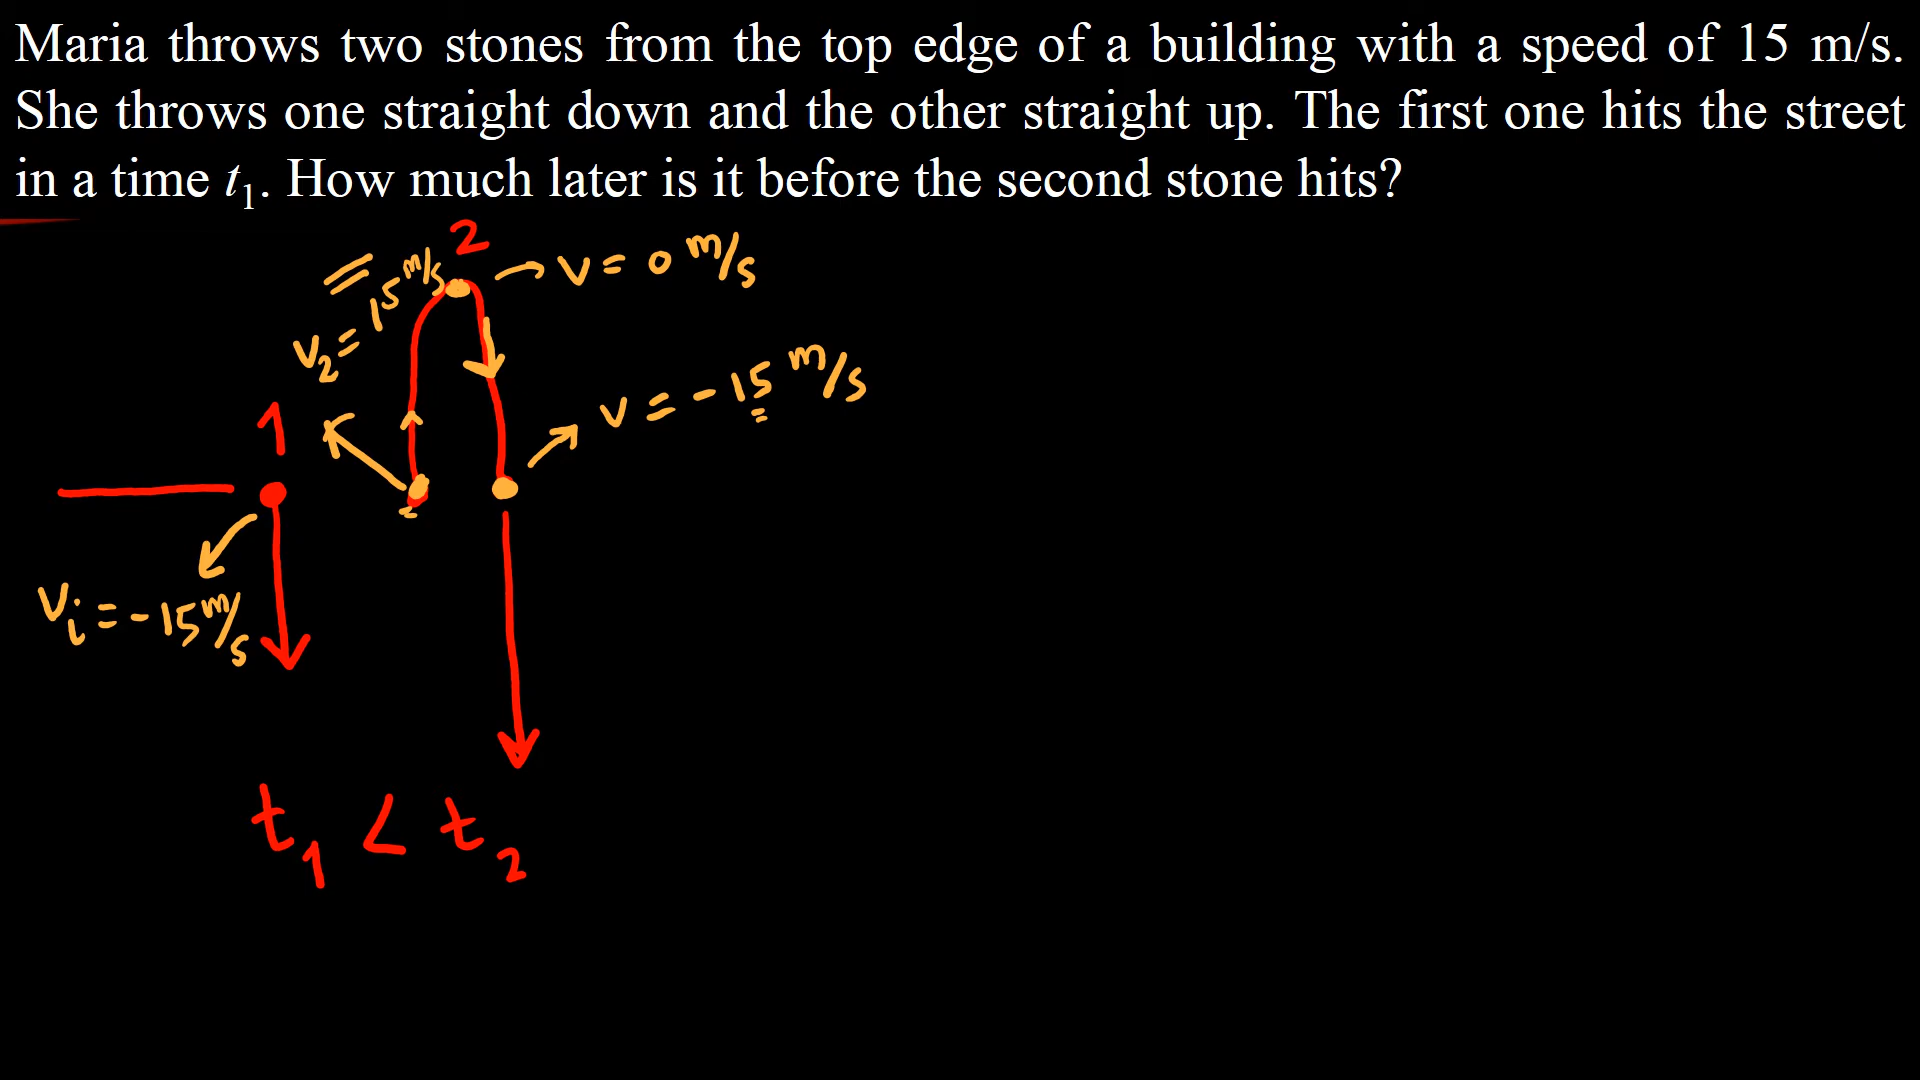 Maria throws two stones from the top edge of a building with a speed of 15 m/s.
She throws one straight down and the other straight up. The first one hits the street
in a time t₁. How much later is it before the second stone hits?
2
v = 0 m/s
v₂ = 15 m/s
v = -15 m/s
1
2
vᵢ = -15 m/s
t₁ < t₂